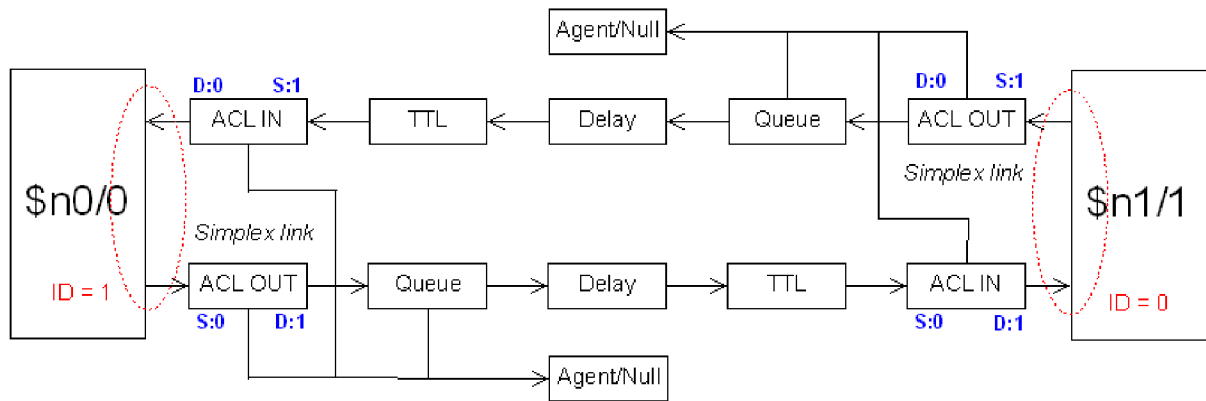 Agent/Null
D:0 S:1 D:0 S:1
ACL IN TTL Delay Queue ACL OUT
Simplex link
$n0/0 $n1/1
Simplex link
ACL OUT Queue Delay TTL ACL IN
ID = 1 ID = 0
S:0 D:1 S:0 D:1
Agent/Null